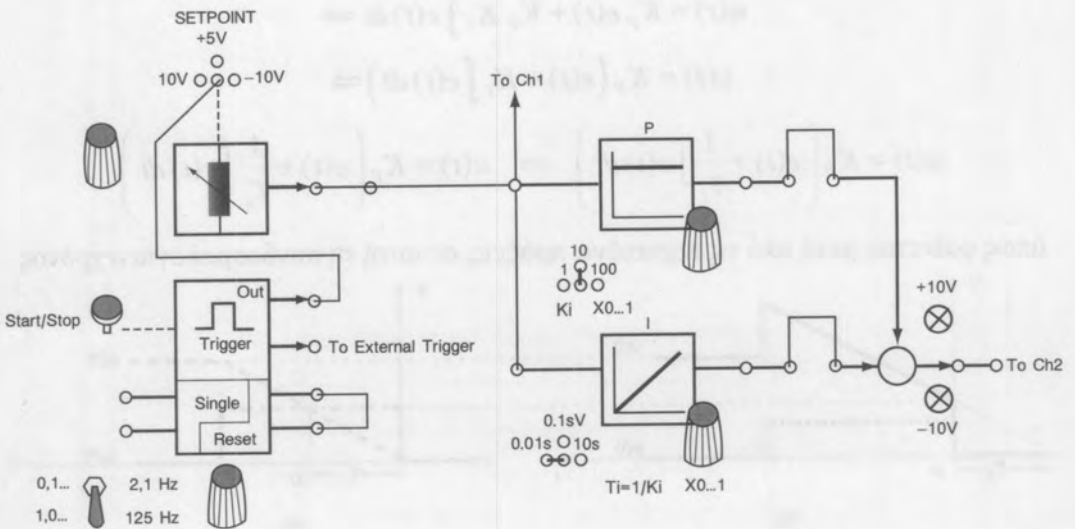 SETPOINT
+5V
10V -10V
To Ch1
P
10
1 100
Ki X0...1
Out
Trigger
Start/Stop
To External Trigger
Single
Reset
0,1... 2,1 Hz
1,0... 125 Hz
I
0.1sV
0.01s 10s
Ti=1/Ki X0...1
+10V
To Ch2
−10V